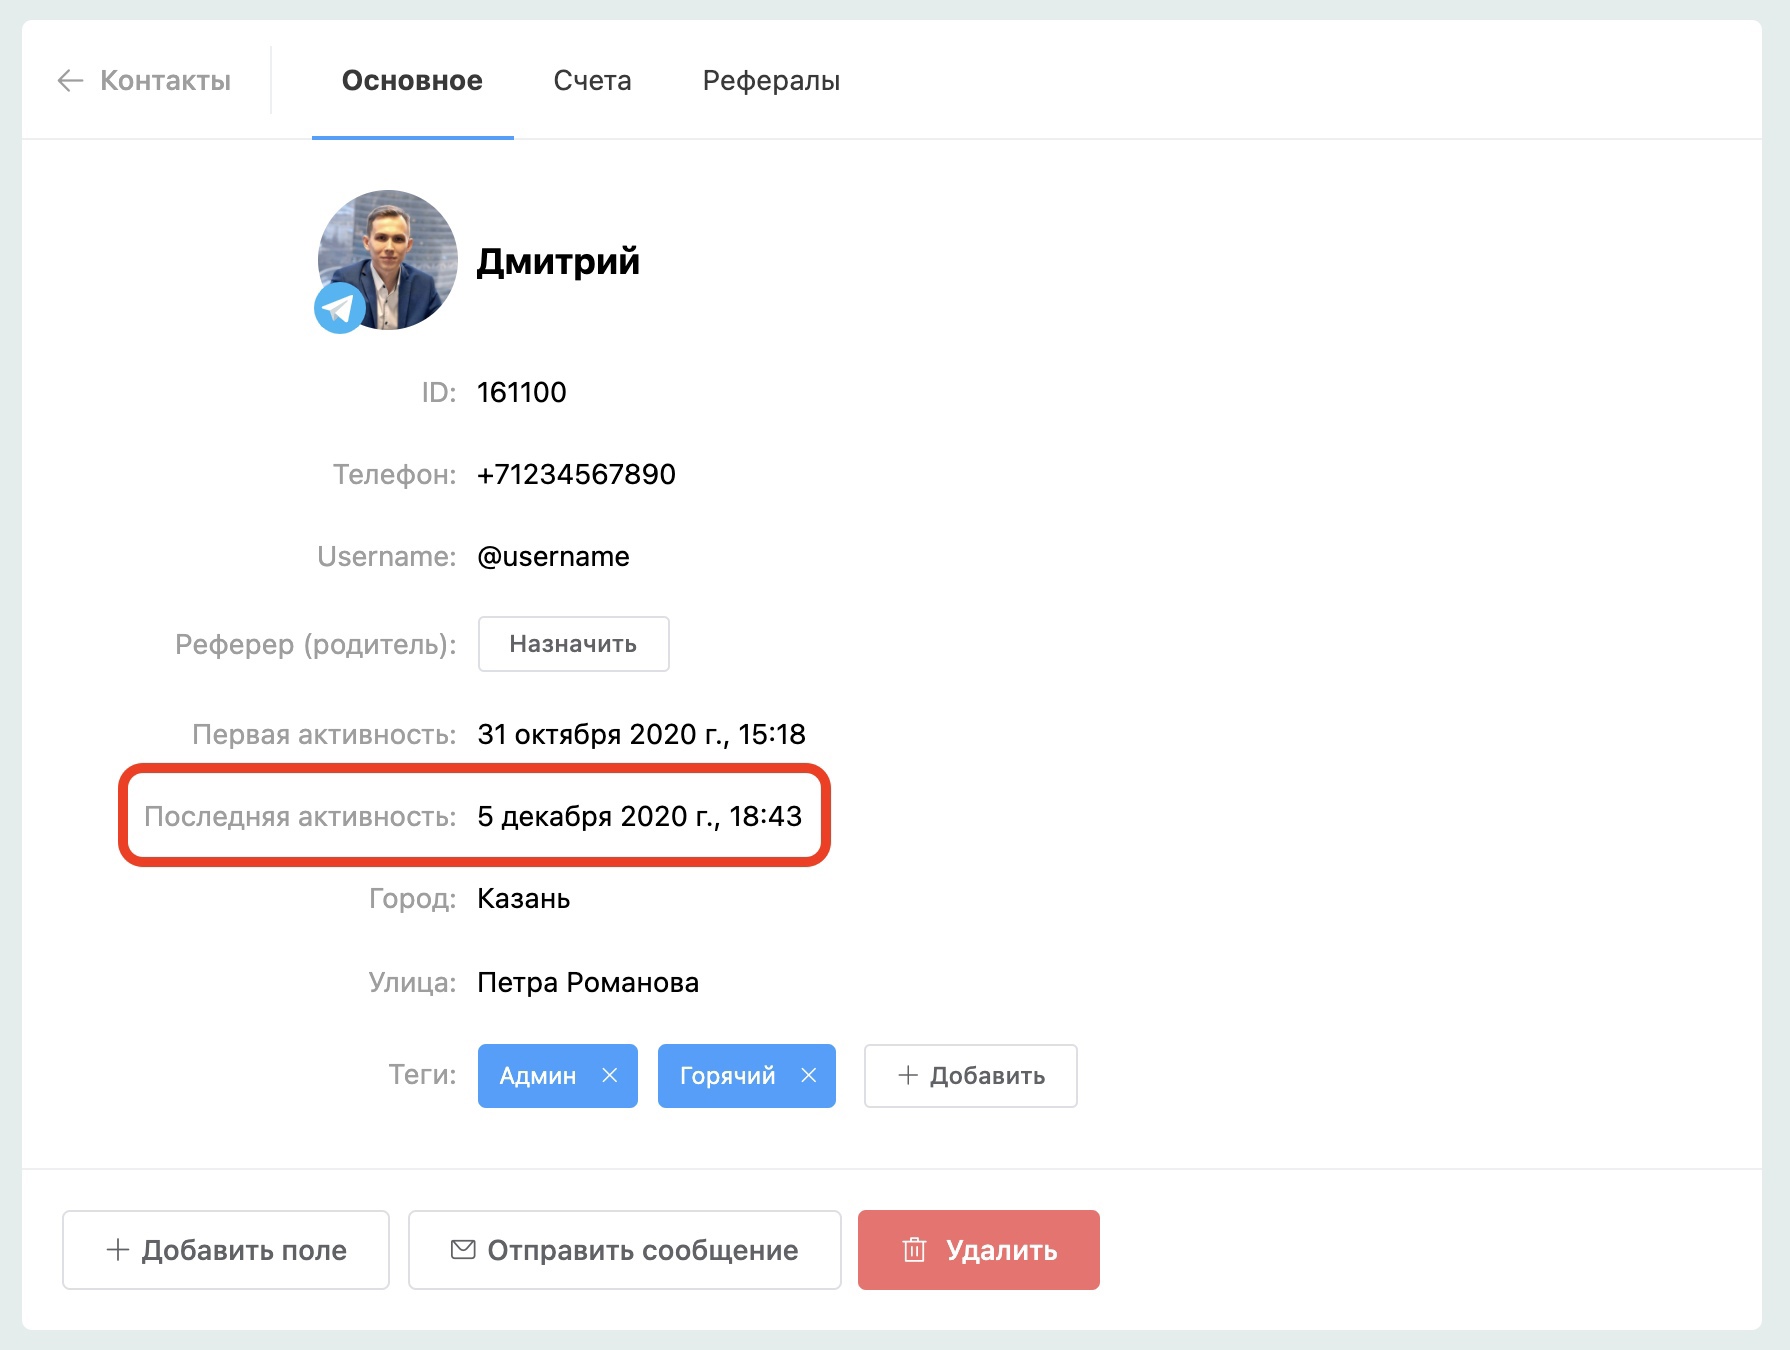 Контакты
Основное
Счета
Рефералы
Дмитрий
ID: 161100
Телефон: +71234567890
Username: @username
Реферер (родитель): Назначить
Первая активность: 31 октября 2020 г., 15:18
Последняя активность: 5 декабря 2020 г., 18:43
Город: Казань
Улица: Петра Романова
Теги: Админ Горячий Добавить
Добавить поле
Отправить сообщение
Удалить